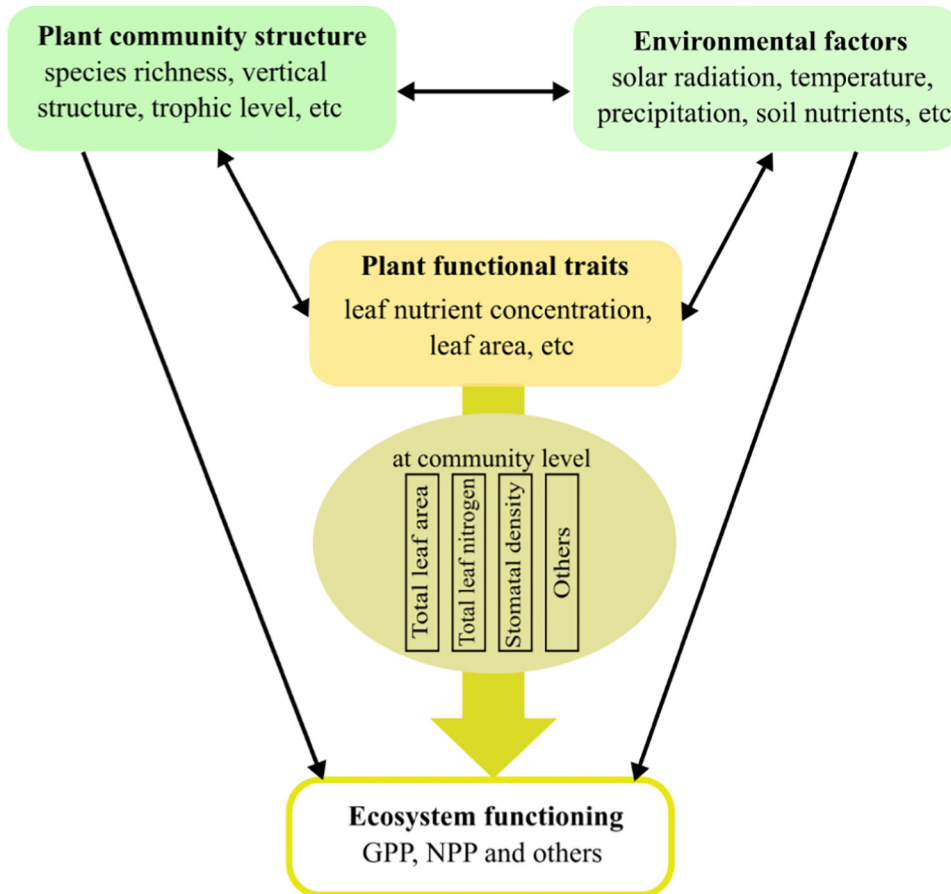 Plant community structure
species richness, vertical
structure, trophic level, etc
Environmental factors
solar radiation, temperature,
precipitation, soil nutrients, etc
Plant functional traits
leaf nutrient concentration,
leaf area, etc
at community level
Total leaf area
Total leaf nitrogen
Stomatal density
Others
Ecosystem functioning
GPP, NPP and others